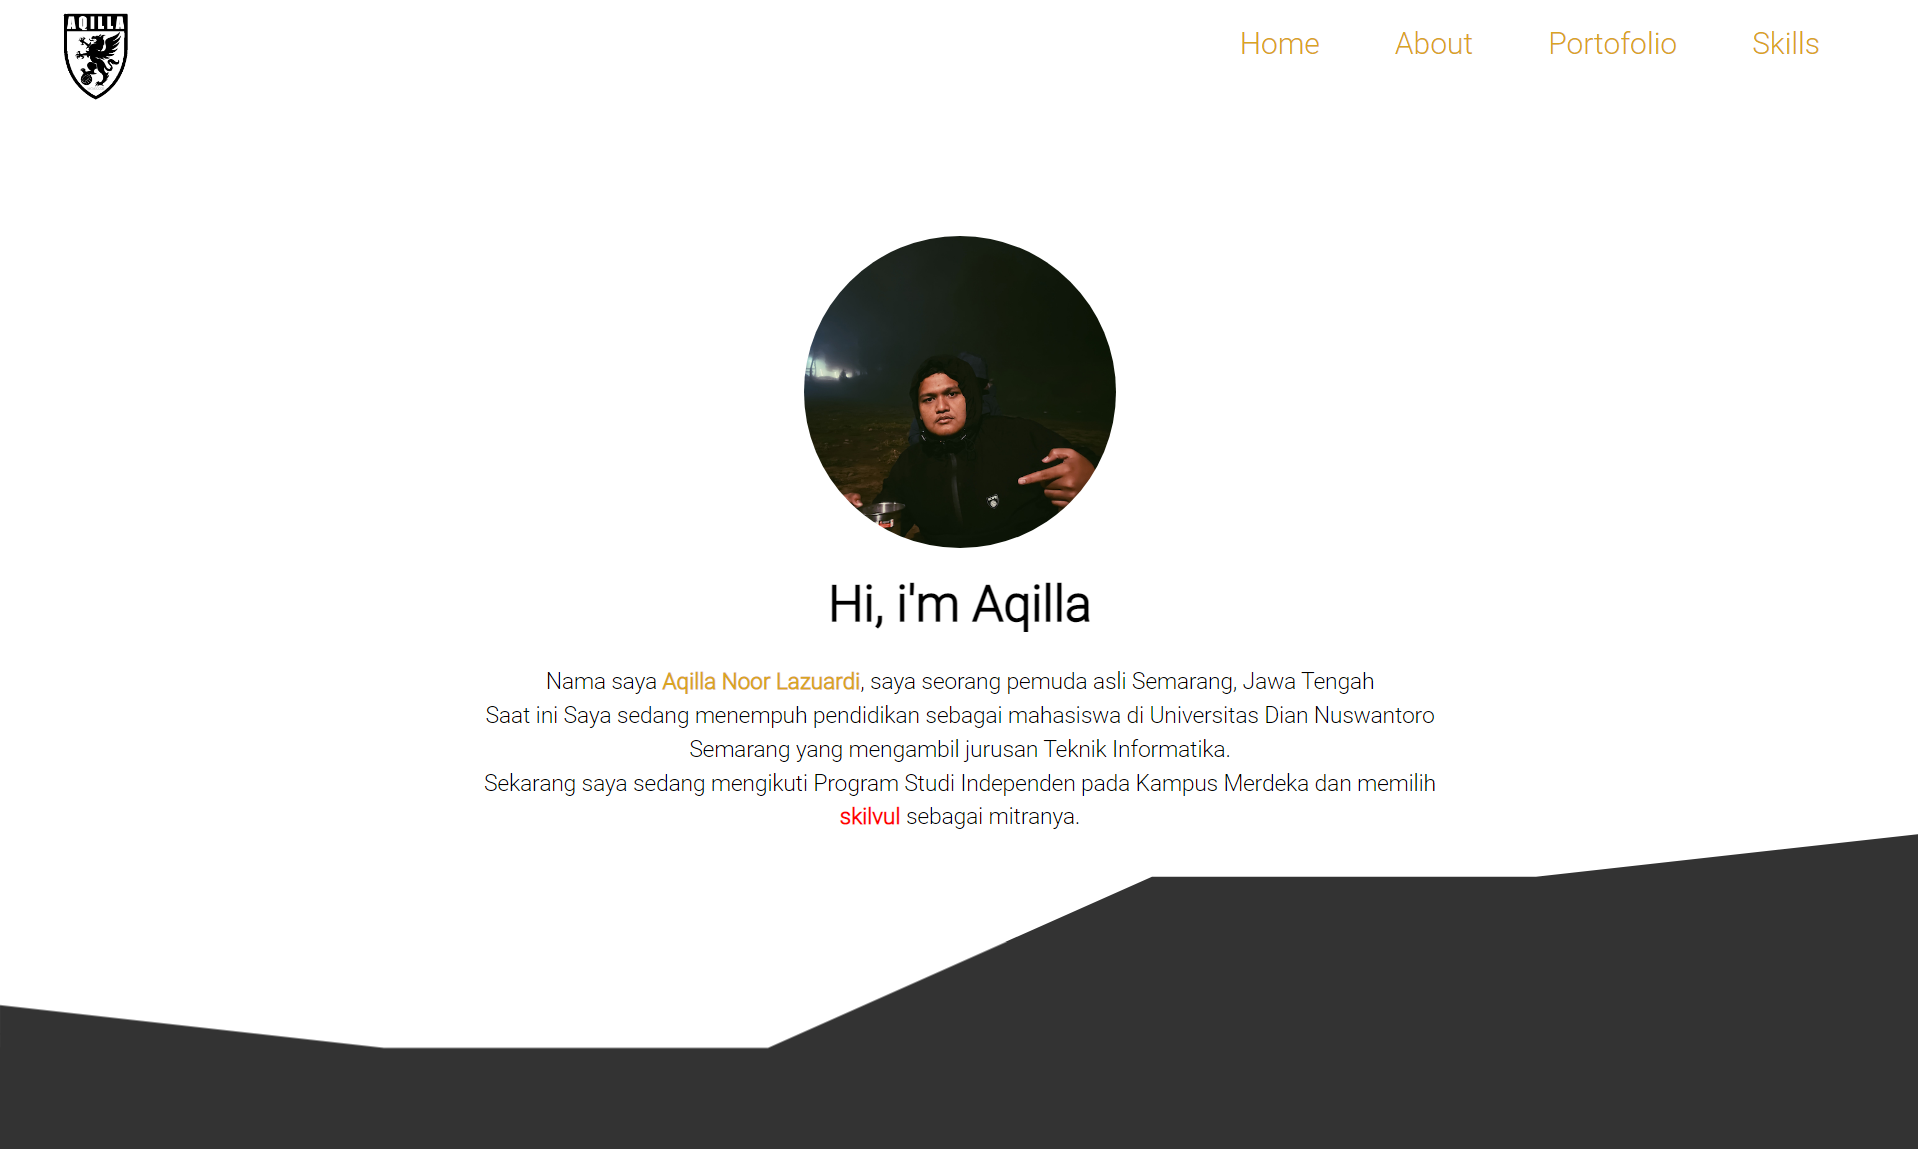 AQILLA
Home About Portofolio Skills
Hi, i'm Aqilla
Nama saya Aqilla Noor Lazuardi, saya seorang pemuda asli Semarang, Jawa Tengah
Saat ini Saya sedang menempuh pendidikan sebagai mahasiswa di Universitas Dian Nuswantoro
Semarang yang mengambil jurusan Teknik Informatika.
Sekarang saya sedang mengikuti Program Studi Independen pada Kampus Merdeka dan memilih
skilvul sebagai mitranya.